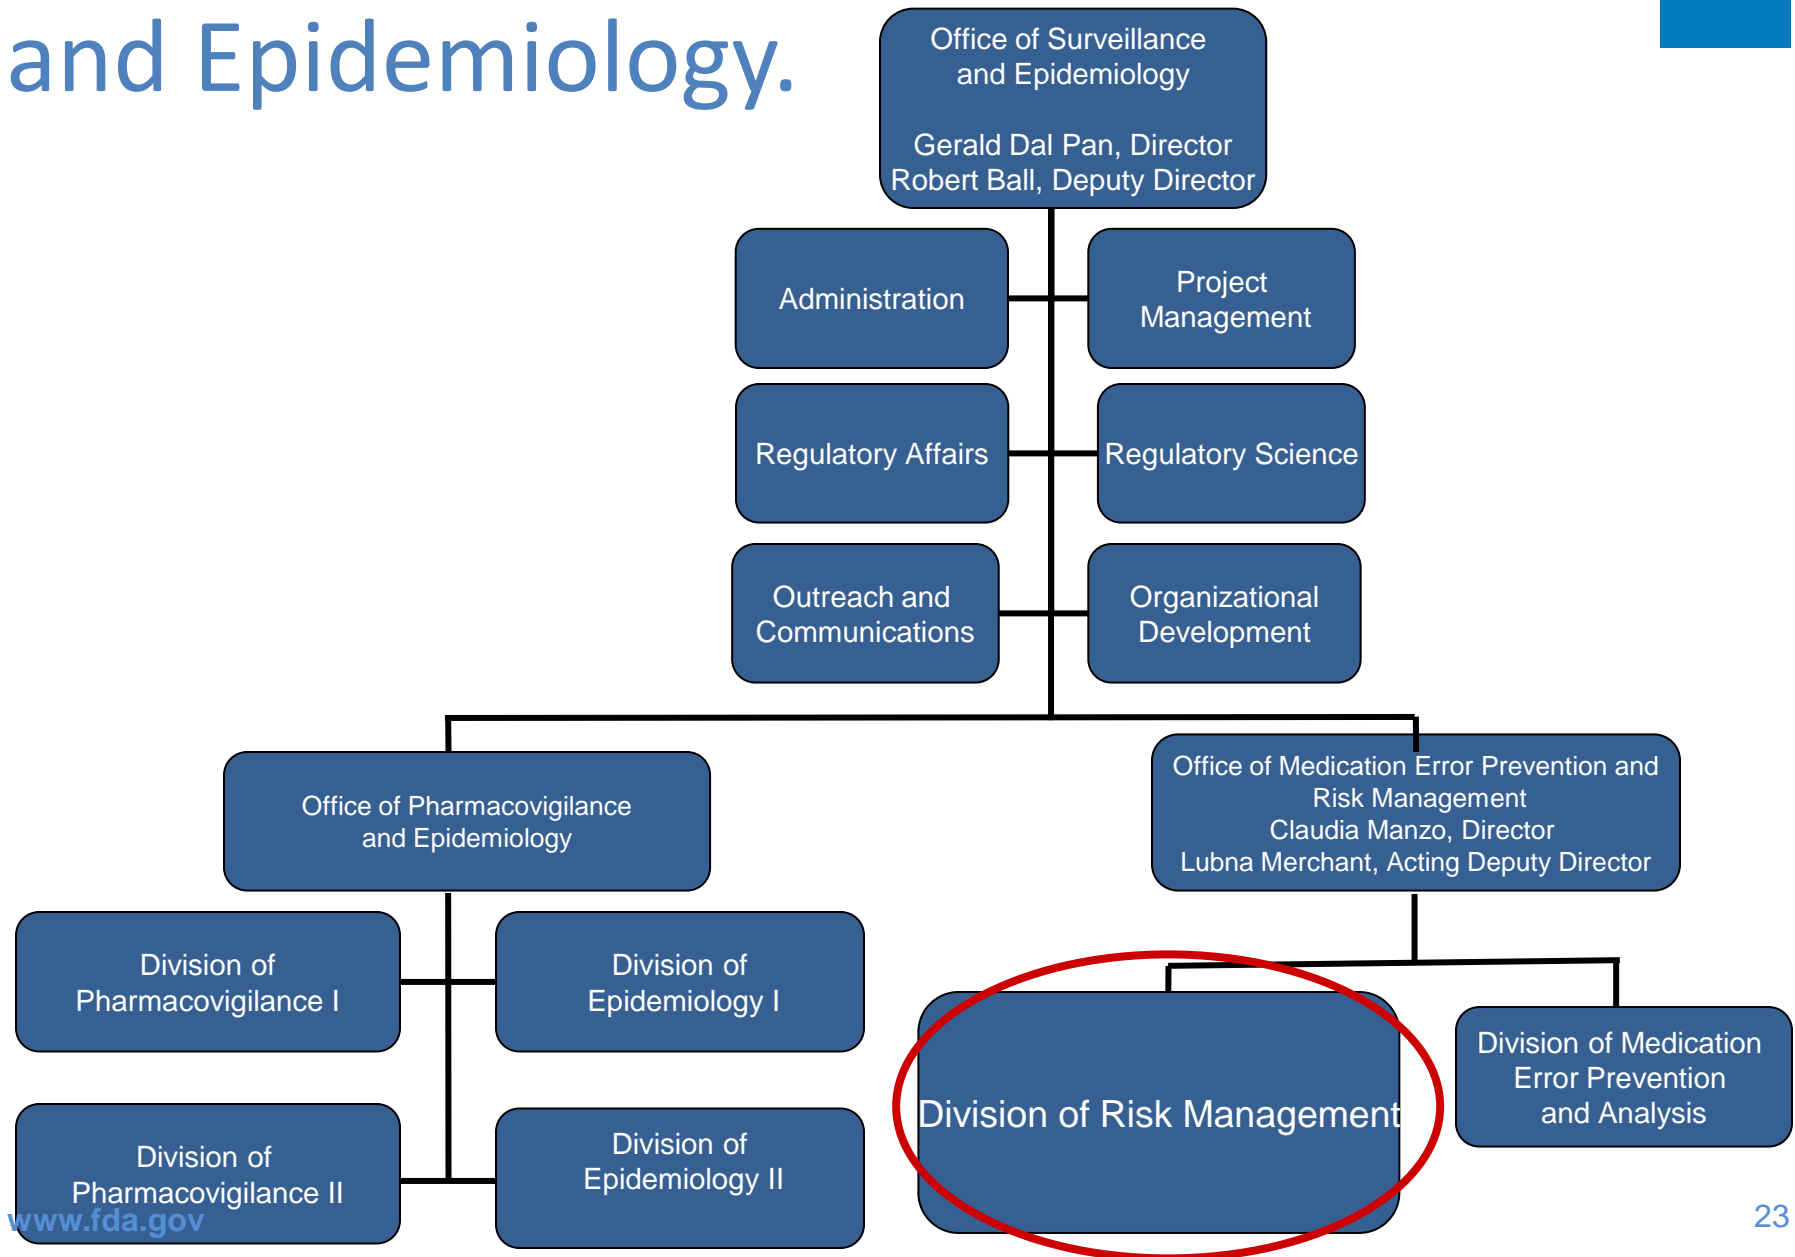 and Epidemiology.
Office of Surveillance
and Epidemiology
Gerald Dal Pan, Director
Robert Ball, Deputy Director
Administration
Project
Management
Regulatory Affairs
Regulatory Science
Outreach and
Communications
Organizational
Development
Office of Pharmacovigilance
and Epidemiology
Office of Medication Error Prevention and
Risk Management
Claudia Manzo, Director
Lubna Merchant, Acting Deputy Director
Division of
Pharmacovigilance I
Division of
Epidemiology I
Division of
Pharmacovigilance II
Division of
Epidemiology II
Division of Risk Management
Division of Medication
Error Prevention
and Analysis
www.fda.gov
23